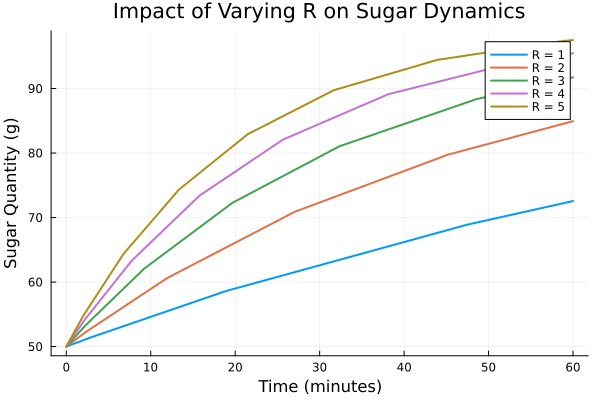 Impact of Varying R on Sugar Dynamics
R = 1
R = 2
R = 3
R = 4
R = 5
Sugar Quantity (g)
90
80
70
60
50
0 10 20 30 40 50 60
Time (minutes)